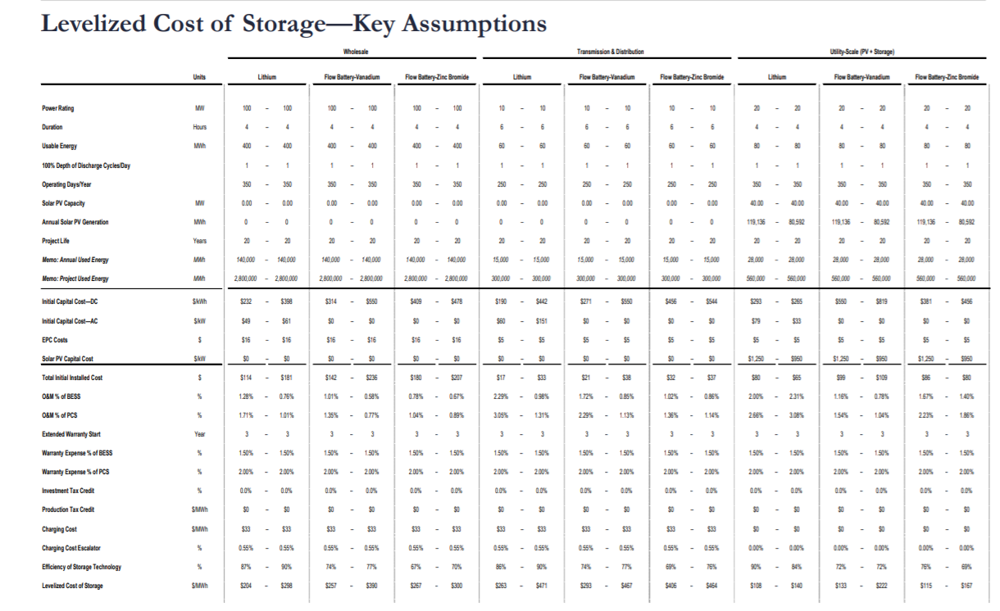 Levelized Cost of Storage—Key Assumptions
Wholesale Transmission & Distribution Utility-Scale (PV + Storage)
Units Lithium Flow Battery-Vanadium Flow Battery-Zinc Bromide Lithium Flow Battery-Vanadium Flow Battery-Zinc Bromide Lithium Flow Battery-Vanadium Flow Battery-Zinc Bromide
Power Rating MW 100 – 100 100 – 100 100 – 100 10 – 10 10 – 10 10 – 10 20 – 20 20 – 20 20 – 20
Duration Hours 4 – 4 4 – 4 4 – 4 6 – 6 6 – 6 6 – 6 4 – 4 4 – 4 4 – 4
Usable Energy MWh 400 – 400 400 – 400 400 – 400 60 – 60 60 – 60 60 – 60 80 – 80 80 – 80 80 – 80
100% Depth of Discharge Cycles/Day 1 – 1 1 – 1 1 – 1 1 – 1 1 – 1 1 – 1 1 – 1 1 – 1 1 – 1
Operating Days/Year 350 – 350 350 – 350 350 – 350 250 – 250 250 – 250 250 – 250 350 – 350 350 – 350 350 – 350
Solar PV Capacity MW 0.00 – 0.00 0.00 – 0.00 0.00 – 0.00 0.00 – 0.00 0.00 – 0.00 0.00 – 0.00 40.00 – 40.00 40.00 – 40.00 40.00 – 40.00
Annual Solar PV Generation MWh 0 – 0 0 – 0 0 – 0 0 – 0 0 – 0 0 – 0 119,136 – 80,592 119,136 – 80,592 119,136 – 80,592
Project Life Years 20 – 20 20 – 20 20 – 20 20 – 20 20 – 20 20 – 20 20 – 20 20 – 20 20 – 20
Memo: Annual Used Energy MWh 140,000 – 140,000 140,000 – 140,000 140,000 – 140,000 15,000 – 15,000 15,000 – 15,000 15,000 – 15,000 28,000 – 28,000 28,000 – 28,000 28,000 – 28,000
Memo: Project Used Energy MWh 2,800,000 – 2,800,000 2,800,000 – 2,800,000 2,800,000 – 2,800,000 300,000 – 300,000 300,000 – 300,000 300,000 – 300,000 560,000 – 560,000 560,000 – 560,000 560,000 – 560,000
Initial Capital Cost—DC $/kWh $232 – $398 $314 – $550 $409 – $478 $190 – $442 $271 – $550 $456 – $544 $293 – $265 $550 – $819 $381 – $456
Initial Capital Cost—AC $/kW $49 – $61 $0 – $0 $0 – $0 $60 – $151 $0 – $0 $0 – $0 $79 – $33 $0 – $0 $0 – $0
EPC Costs $ $16 – $16 $16 – $16 $16 – $16 $5 – $5 $5 – $5 $5 – $5 $5 – $5 $5 – $5 $5 – $5
Solar PV Capital Cost $/kW $0 – $0 $0 – $0 $0 – $0 $0 – $0 $0 – $0 $0 – $0 $1,250 – $950 $1,250 – $950 $1,250 – $950
Total Initial Installed Cost $ $114 – $181 $142 – $236 $180 – $207 $17 – $33 $21 – $38 $32 – $37 $80 – $65 $99 – $109 $86 – $80
O&M % of BESS % 1.28% – 0.76% 1.01% – 0.58% 0.78% – 0.67% 2.29% – 0.98% 1.72% – 0.85% 1.02% – 0.86% 2.00% – 2.31% 1.16% – 0.78% 1.67% – 1.40%
O&M % of PCS % 1.71% – 1.01% 1.35% – 0.77% 1.04% – 0.89% 3.05% – 1.31% 2.29% – 1.13% 1.36% – 1.14% 2.66% – 3.08% 1.54% – 1.04% 2.23% – 1.86%
Extended Warranty Start Year 3 – 3 3 – 3 3 – 3 3 – 3 3 – 3 3 – 3 3 – 3 3 – 3 3 – 3
Warranty Expense % of BESS % 1.50% – 1.50% 1.50% – 1.50% 1.50% – 1.50% 1.50% – 1.50% 1.50% – 1.50% 1.50% – 1.50% 1.50% – 1.50% 1.50% – 1.50% 1.50% – 1.50%
Warranty Expense % of PCS % 2.00% – 2.00% 2.00% – 2.00% 2.00% – 2.00% 2.00% – 2.00% 2.00% – 2.00% 2.00% – 2.00% 2.00% – 2.00% 2.00% – 2.00% 2.00% – 2.00%
Investment Tax Credit % 0.0% – 0.0% 0.0% – 0.0% 0.0% – 0.0% 0.0% – 0.0% 0.0% – 0.0% 0.0% – 0.0% 0.0% – 0.0% 0.0% – 0.0% 0.0% – 0.0%
Production Tax Credit $/MWh $0 – $0 $0 – $0 $0 – $0 $0 – $0 $0 – $0 $0 – $0 $0 – $0 $0 – $0 $0 – $0
Charging Cost $/MWh $33 – $33 $33 – $33 $33 – $33 $33 – $33 $33 – $33 $33 – $33 $0 – $0 $0 – $0 $0 – $0
Charging Cost Escalator % 0.55% – 0.55% 0.55% – 0.55% 0.55% – 0.55% 0.55% – 0.55% 0.55% – 0.55% 0.55% – 0.55% 0.00% – 0.00% 0.00% – 0.00% 0.00% – 0.00%
Efficiency of Storage Technology % 87% – 90% 74% – 77% 67% – 70% 86% – 90% 74% – 77% 69% – 76% 90% – 84% 72% – 72% 76% – 69%
Levelized Cost of Storage $/MWh $204 – $298 $257 – $390 $267 – $300 $263 – $471 $293 – $467 $406 – $464 $108 – $140 $133 – $222 $115 – $167